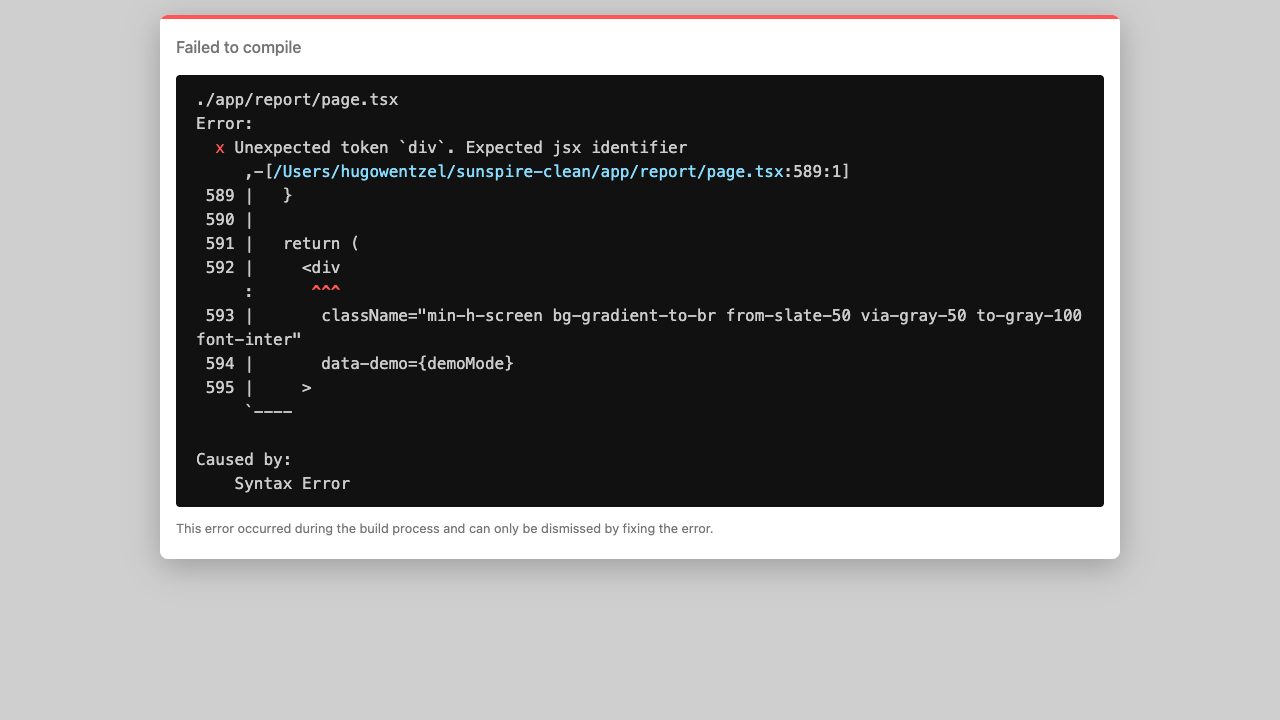 Failed to compile
./app/report/page.tsx
Error:
  x Unexpected token `div`. Expected jsx identifier
     ,-[/Users/hugowentzel/sunspire-clean/app/report/page.tsx:589:1]
 589 |   }
 590 |
 591 |   return (
 592 |     <div
     :      ^^^
 593 |       className="min-h-screen bg-gradient-to-br from-slate-50 via-gray-50 to-gray-100
font-inter"
 594 |       data-demo={demoMode}
 595 |     >
     `----
Caused by:
    Syntax Error
This error occurred during the build process and can only be dismissed by fixing the error.